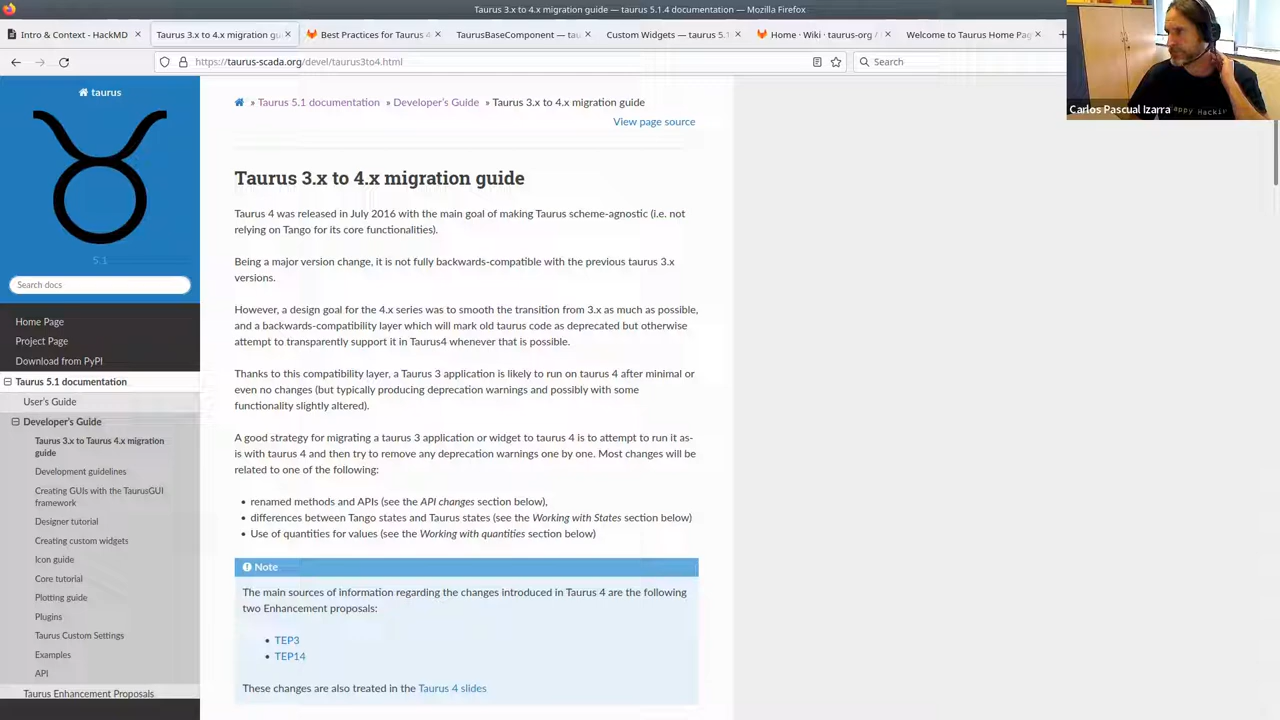 Taurus 3.x to 4.x migration guide — taurus 5.1.4 documentation — Mozilla Firefox
Intro & Context - HackMD
Taurus 3.x to 4.x migration gu
Best Practices for Taurus 4
TaurusBaseComponent — tau
Custom Widgets — taurus 5.1
Home · Wiki · taurus-org /
Welcome to Taurus Home Pag
https://taurus-scada.org/devel/taurus3to4.html
Search
Carlos Pascual Izarra
taurus
5.1
Search docs
Home Page
Project Page
Download from PyPI
Taurus 5.1 documentation
User's Guide
Developer's Guide
Taurus 3.x to Taurus 4.x migration
guide
Development guidelines
Creating GUIs with the TaurusGUI
framework
Designer tutorial
Creating custom widgets
Icon guide
Core tutorial
Plotting guide
Plugins
Taurus Custom Settings
Examples
API
Taurus Enhancement Proposals
» Taurus 5.1 documentation » Developer's Guide » Taurus 3.x to 4.x migration guide
View page source
Taurus 3.x to 4.x migration guide
Taurus 4 was released in July 2016 with the main goal of making Taurus scheme-agnostic (i.e. not
relying on Tango for its core functionalities).
Being a major version change, it is not fully backwards-compatible with the previous taurus 3.x
versions.
However, a design goal for the 4.x series was to smooth the transition from 3.x as much as possible,
and a backwards-compatibility layer which will mark old taurus code as deprecated but otherwise
attempt to transparently support it in Taurus4 whenever that is possible.
Thanks to this compatibility layer, a Taurus 3 application is likely to run on taurus 4 after minimal or
even no changes (but typically producing deprecation warnings and possibly with some
functionality slightly altered).
A good strategy for migrating a taurus 3 application or widget to taurus 4 is to attempt to run it as-
is with taurus 4 and then try to remove any deprecation warnings one by one. Most changes will be
related to one of the following:
• renamed methods and APIs (see the API changes section below),
• differences between Tango states and Taurus states (see the Working with States section below)
• Use of quantities for values (see the Working with quantities section below)
Note
The main sources of information regarding the changes introduced in Taurus 4 are the following
two Enhancement proposals:
• TEP3
• TEP14
These changes are also treated in the Taurus 4 slides